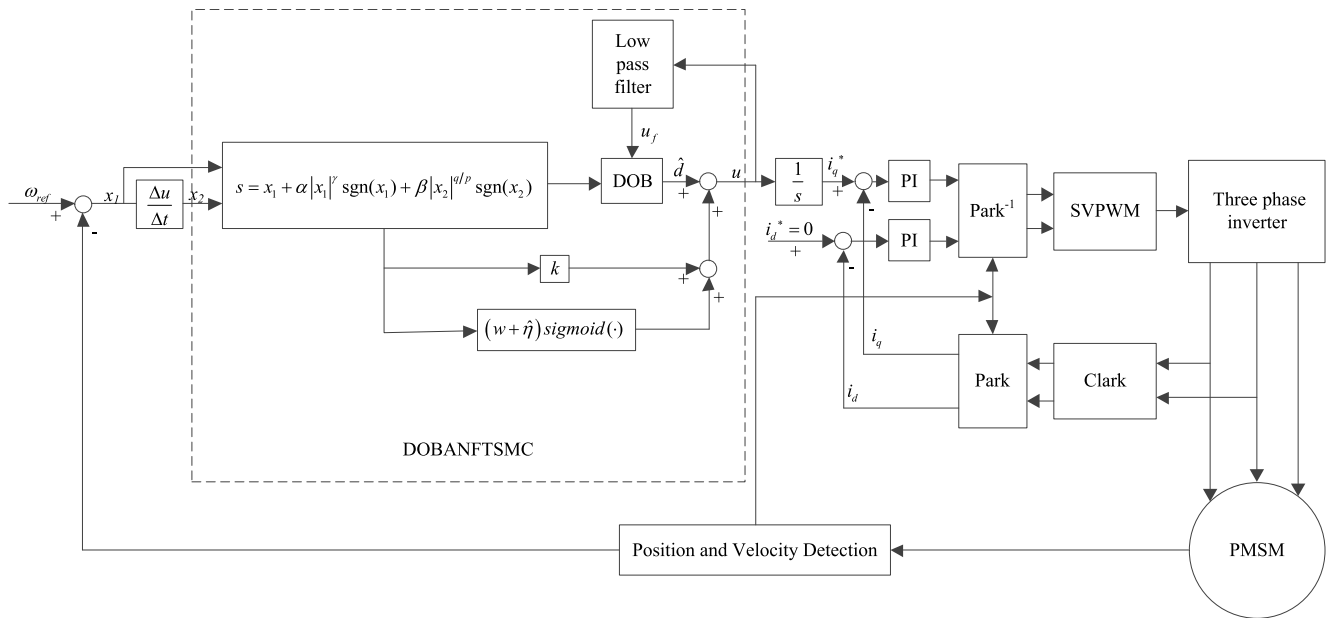 Low
pass
filter
u_f
ω_ref
+
-
x_1
Δu
Δt
x_2
s = x_1 + α|x_1|^γ sgn(x_1) + β|x_2|^{q/p} sgn(x_2)
DOB
d̂
+
+
u
k
+
+
(w + η̂) sigmoid(·)
DOBANFTSMC
1
s
i_q^*
+
-
PI
i_d^* = 0
+
-
PI
Park^{-1}
SVPWM
Three phase
inverter
i_q
i_d
Park
Clark
Position and Velocity Detection
PMSM